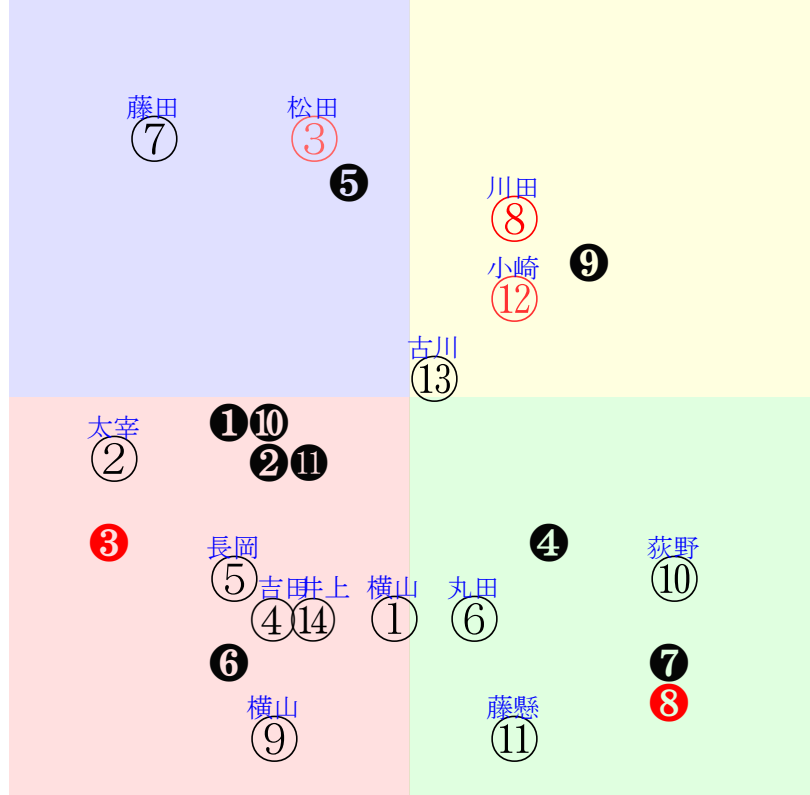 藤田
⑦
松田
③
❺
川田
⑧
小崎
⑫
❾
古川
⑬
太宰
②
❶❿
❷⓫
❸
長岡
⑤
吉田
④
井上
⑭
横山
①
丸田
⑥
❹
荻野
⑩
❻
❼
❽
横山
⑨
藤懸
⑪